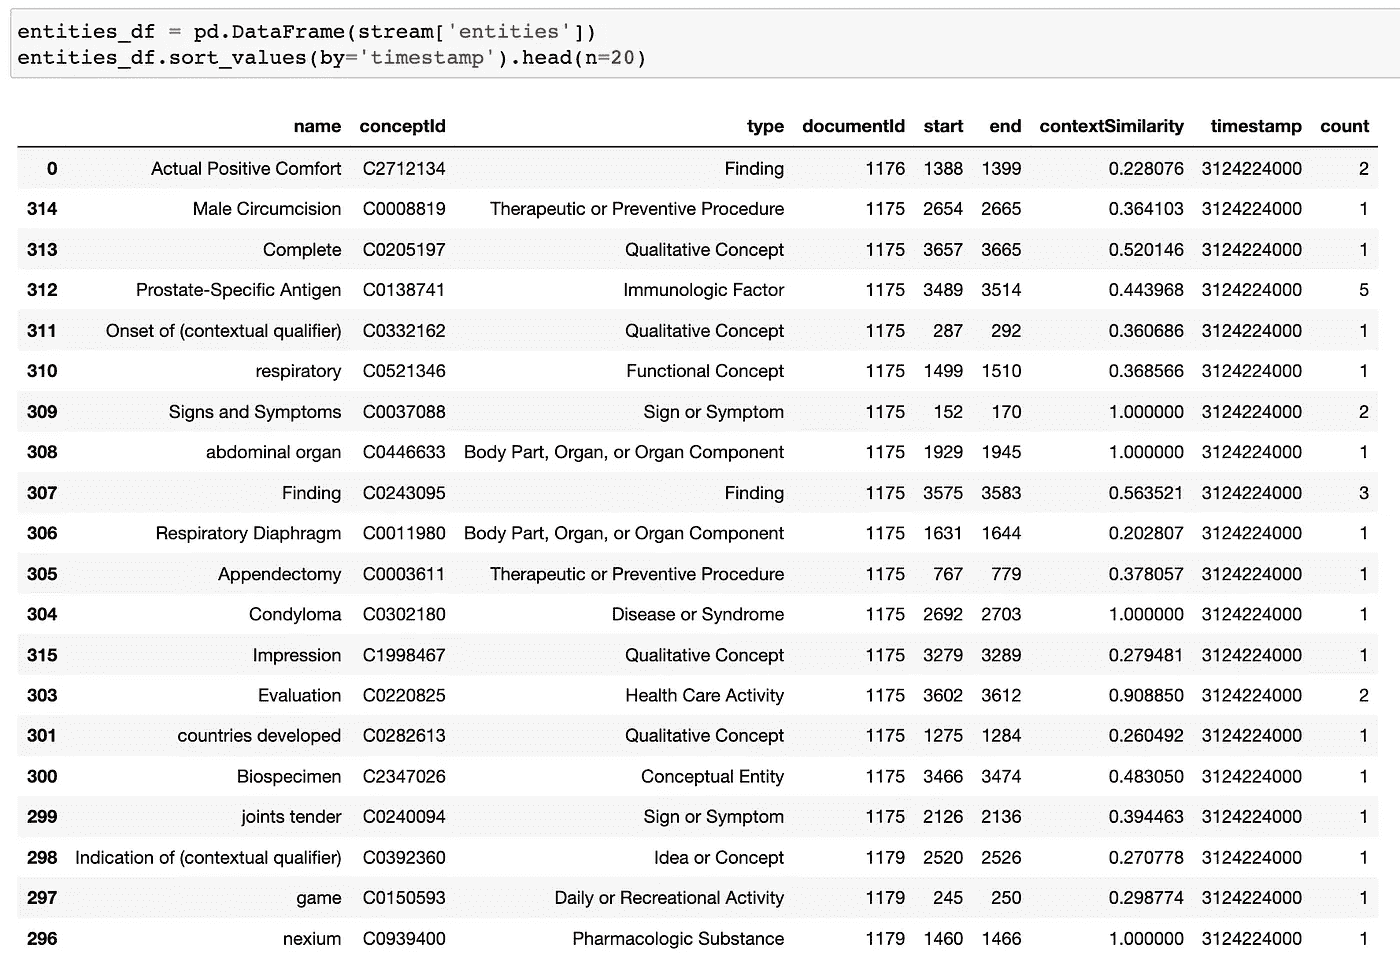 entities_df = pd.DataFrame(stream['entities'])
entities_df.sort_values(by='timestamp').head(n=20)
name conceptId type documentId start end contextSimilarity timestamp count
0 Actual Positive Comfort C2712134 Finding 1176 1388 1399 0.228076 3124224000 2
314 Male Circumcision C0008819 Therapeutic or Preventive Procedure 1175 2654 2665 0.364103 3124224000 1
313 Complete C0205197 Qualitative Concept 1175 3657 3665 0.520146 3124224000 1
312 Prostate-Specific Antigen C0138741 Immunologic Factor 1175 3489 3514 0.443968 3124224000 5
311 Onset of (contextual qualifier) C0332162 Qualitative Concept 1175 287 292 0.360686 3124224000 1
310 respiratory C0521346 Functional Concept 1175 1499 1510 0.368566 3124224000 1
309 Signs and Symptoms C0037088 Sign or Symptom 1175 152 170 1.000000 3124224000 2
308 abdominal organ C0446633 Body Part, Organ, or Organ Component 1175 1929 1945 1.000000 3124224000 1
307 Finding C0243095 Finding 1175 3575 3583 0.563521 3124224000 3
306 Respiratory Diaphragm C0011980 Body Part, Organ, or Organ Component 1175 1631 1644 0.202807 3124224000 1
305 Appendectomy C0003611 Therapeutic or Preventive Procedure 1175 767 779 0.378057 3124224000 1
304 Condyloma C0302180 Disease or Syndrome 1175 2692 2703 1.000000 3124224000 1
315 Impression C1998467 Qualitative Concept 1175 3279 3289 0.279481 3124224000 1
303 Evaluation C0220825 Health Care Activity 1175 3602 3612 0.908850 3124224000 2
301 countries developed C0282613 Qualitative Concept 1175 1275 1284 0.260492 3124224000 1
300 Biospecimen C2347026 Conceptual Entity 1175 3466 3474 0.483050 3124224000 1
299 joints tender C0240094 Sign or Symptom 1175 2126 2136 0.394463 3124224000 1
298 Indication of (contextual qualifier) C0392360 Idea or Concept 1179 2520 2526 0.270778 3124224000 1
297 game C0150593 Daily or Recreational Activity 1179 245 250 0.298774 3124224000 1
296 nexium C0939400 Pharmacologic Substance 1179 1460 1466 1.000000 3124224000 1